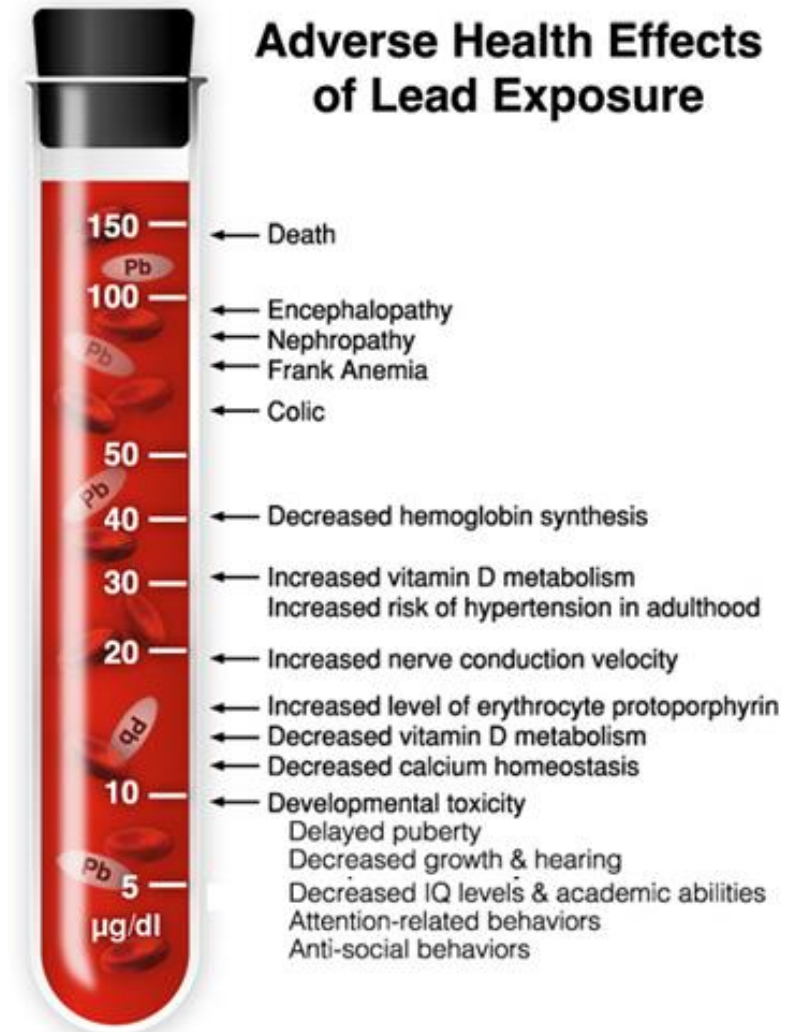 Adverse Health Effects
of Lead Exposure
150
Death
Pb
100
Encephalopathy
Nephropathy
Pb
Frank Anemia
Colic
50
Pb
40
Decreased hemoglobin synthesis
30
Increased vitamin D metabolism
Increased risk of hypertension in adulthood
20
Increased nerve conduction velocity
Increased level of erythrocyte protoporphyrin
Pb
Decreased vitamin D metabolism
Decreased calcium homeostasis
10
Developmental toxicity
Delayed puberty
Decreased growth & hearing
Pb
5
Decreased IQ levels & academic abilities
µg/dl
Attention-related behaviors
Anti-social behaviors